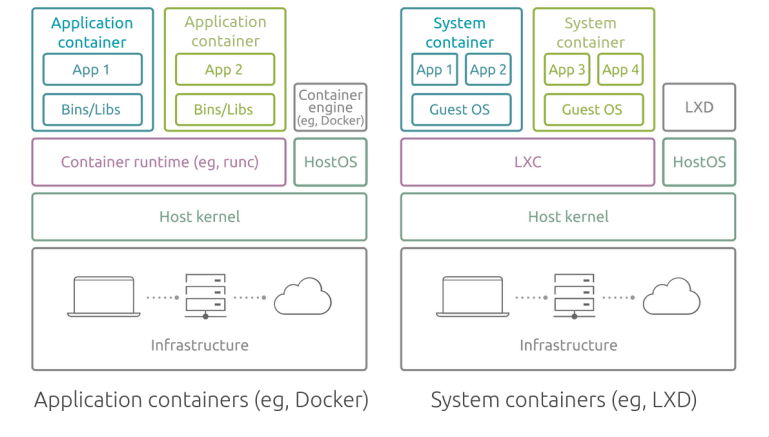 Application
container
App 1
Bins/Libs
Application
container
App 2
Bins/Libs
Container
engine
(eg, Docker)
Container runtime (eg, runc)
HostOS
Host kernel
Infrastructure
Application containers (eg, Docker)
System
container
App 1
App 2
Guest OS
System
container
App 3
App 4
Guest OS
LXD
LXC
HostOS
Host kernel
Infrastructure
System containers (eg, LXD)